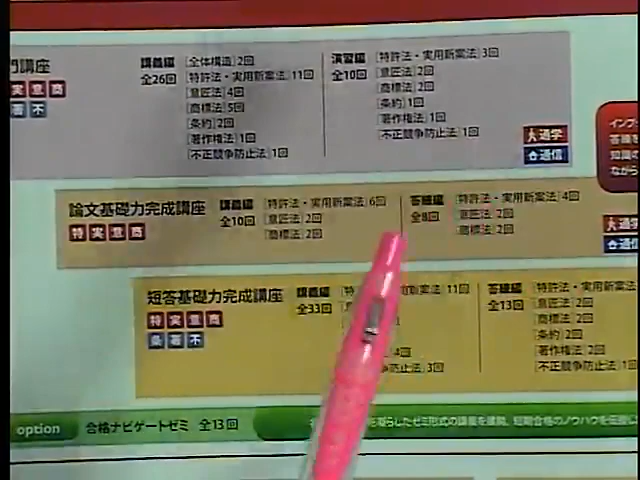 門講座
実 意 商
著 不
講義編
全26回
[全体構造]2回
[特許法・実用新案法]11回
[意匠法]4回
[商標法]5回
[条約]2回
[著作権法]1回
[不正競争防止法]1回
演習編
全10回
[特許法・実用新案法]3回
[意匠法]2回
[商標法]2回
[条約]1回
[著作権法]1回
[不正競争防止法]1回
通学
通信
論文基礎力完成講座
特 実 意 商
講義編
全10回
[特許法・実用新案法]6回
[意匠法]2回
[商標法]2回
答練編
全8回
[特許法・実用新案法]4回
[意匠法]2回
[商標法]2回
短答基礎力完成講座
特 実 意 商
条 著 不
講義編
全33回
用新案法]11回
4回
争防止法]3回
答練編
全13回
[特許法・実用新案法
[意匠法]2回
[商標法]2回
[条約]2回
[著作権法]2回
[不正競争防止法]1回
option
合格ナビゲートゼミ 全13回